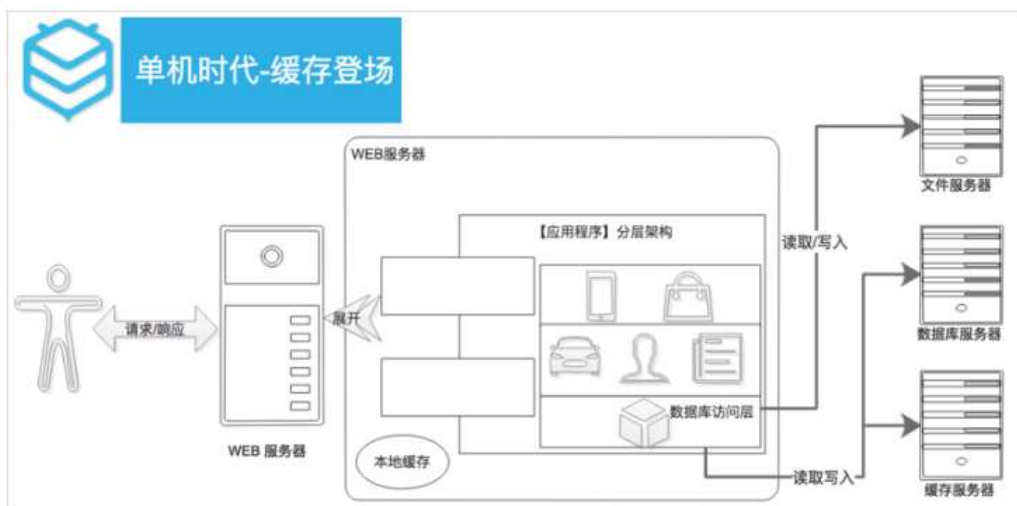 单机时代-缓存登场
WEB服务器
文件服务器
【应用程序】分层架构
读取/写入
请求/响应
展开
数据库服务器
数据库访问层
WEB 服务器
本地缓存
读取写入
缓存服务器